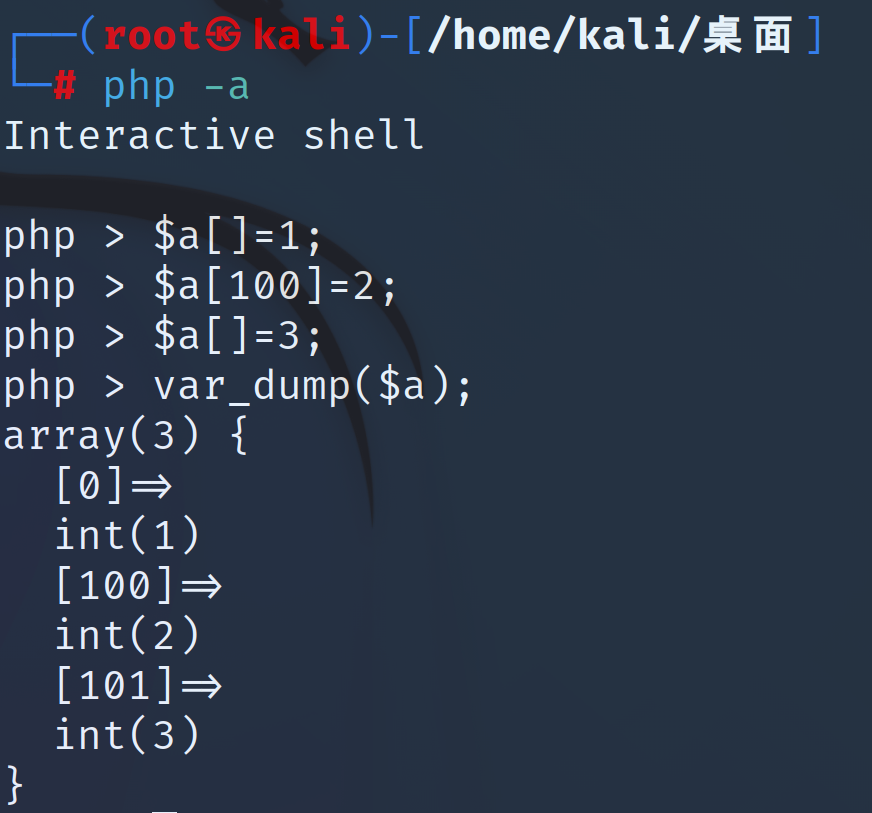 ┌──(root㉿kali)-[/home/kali/桌面]
└─# php -a
Interactive shell

php > $a[]=1;
php > $a[100]=2;
php > $a[]=3;
php > var_dump($a);
array(3) {
  [0]=>
  int(1)
  [100]=>
  int(2)
  [101]=>
  int(3)
}